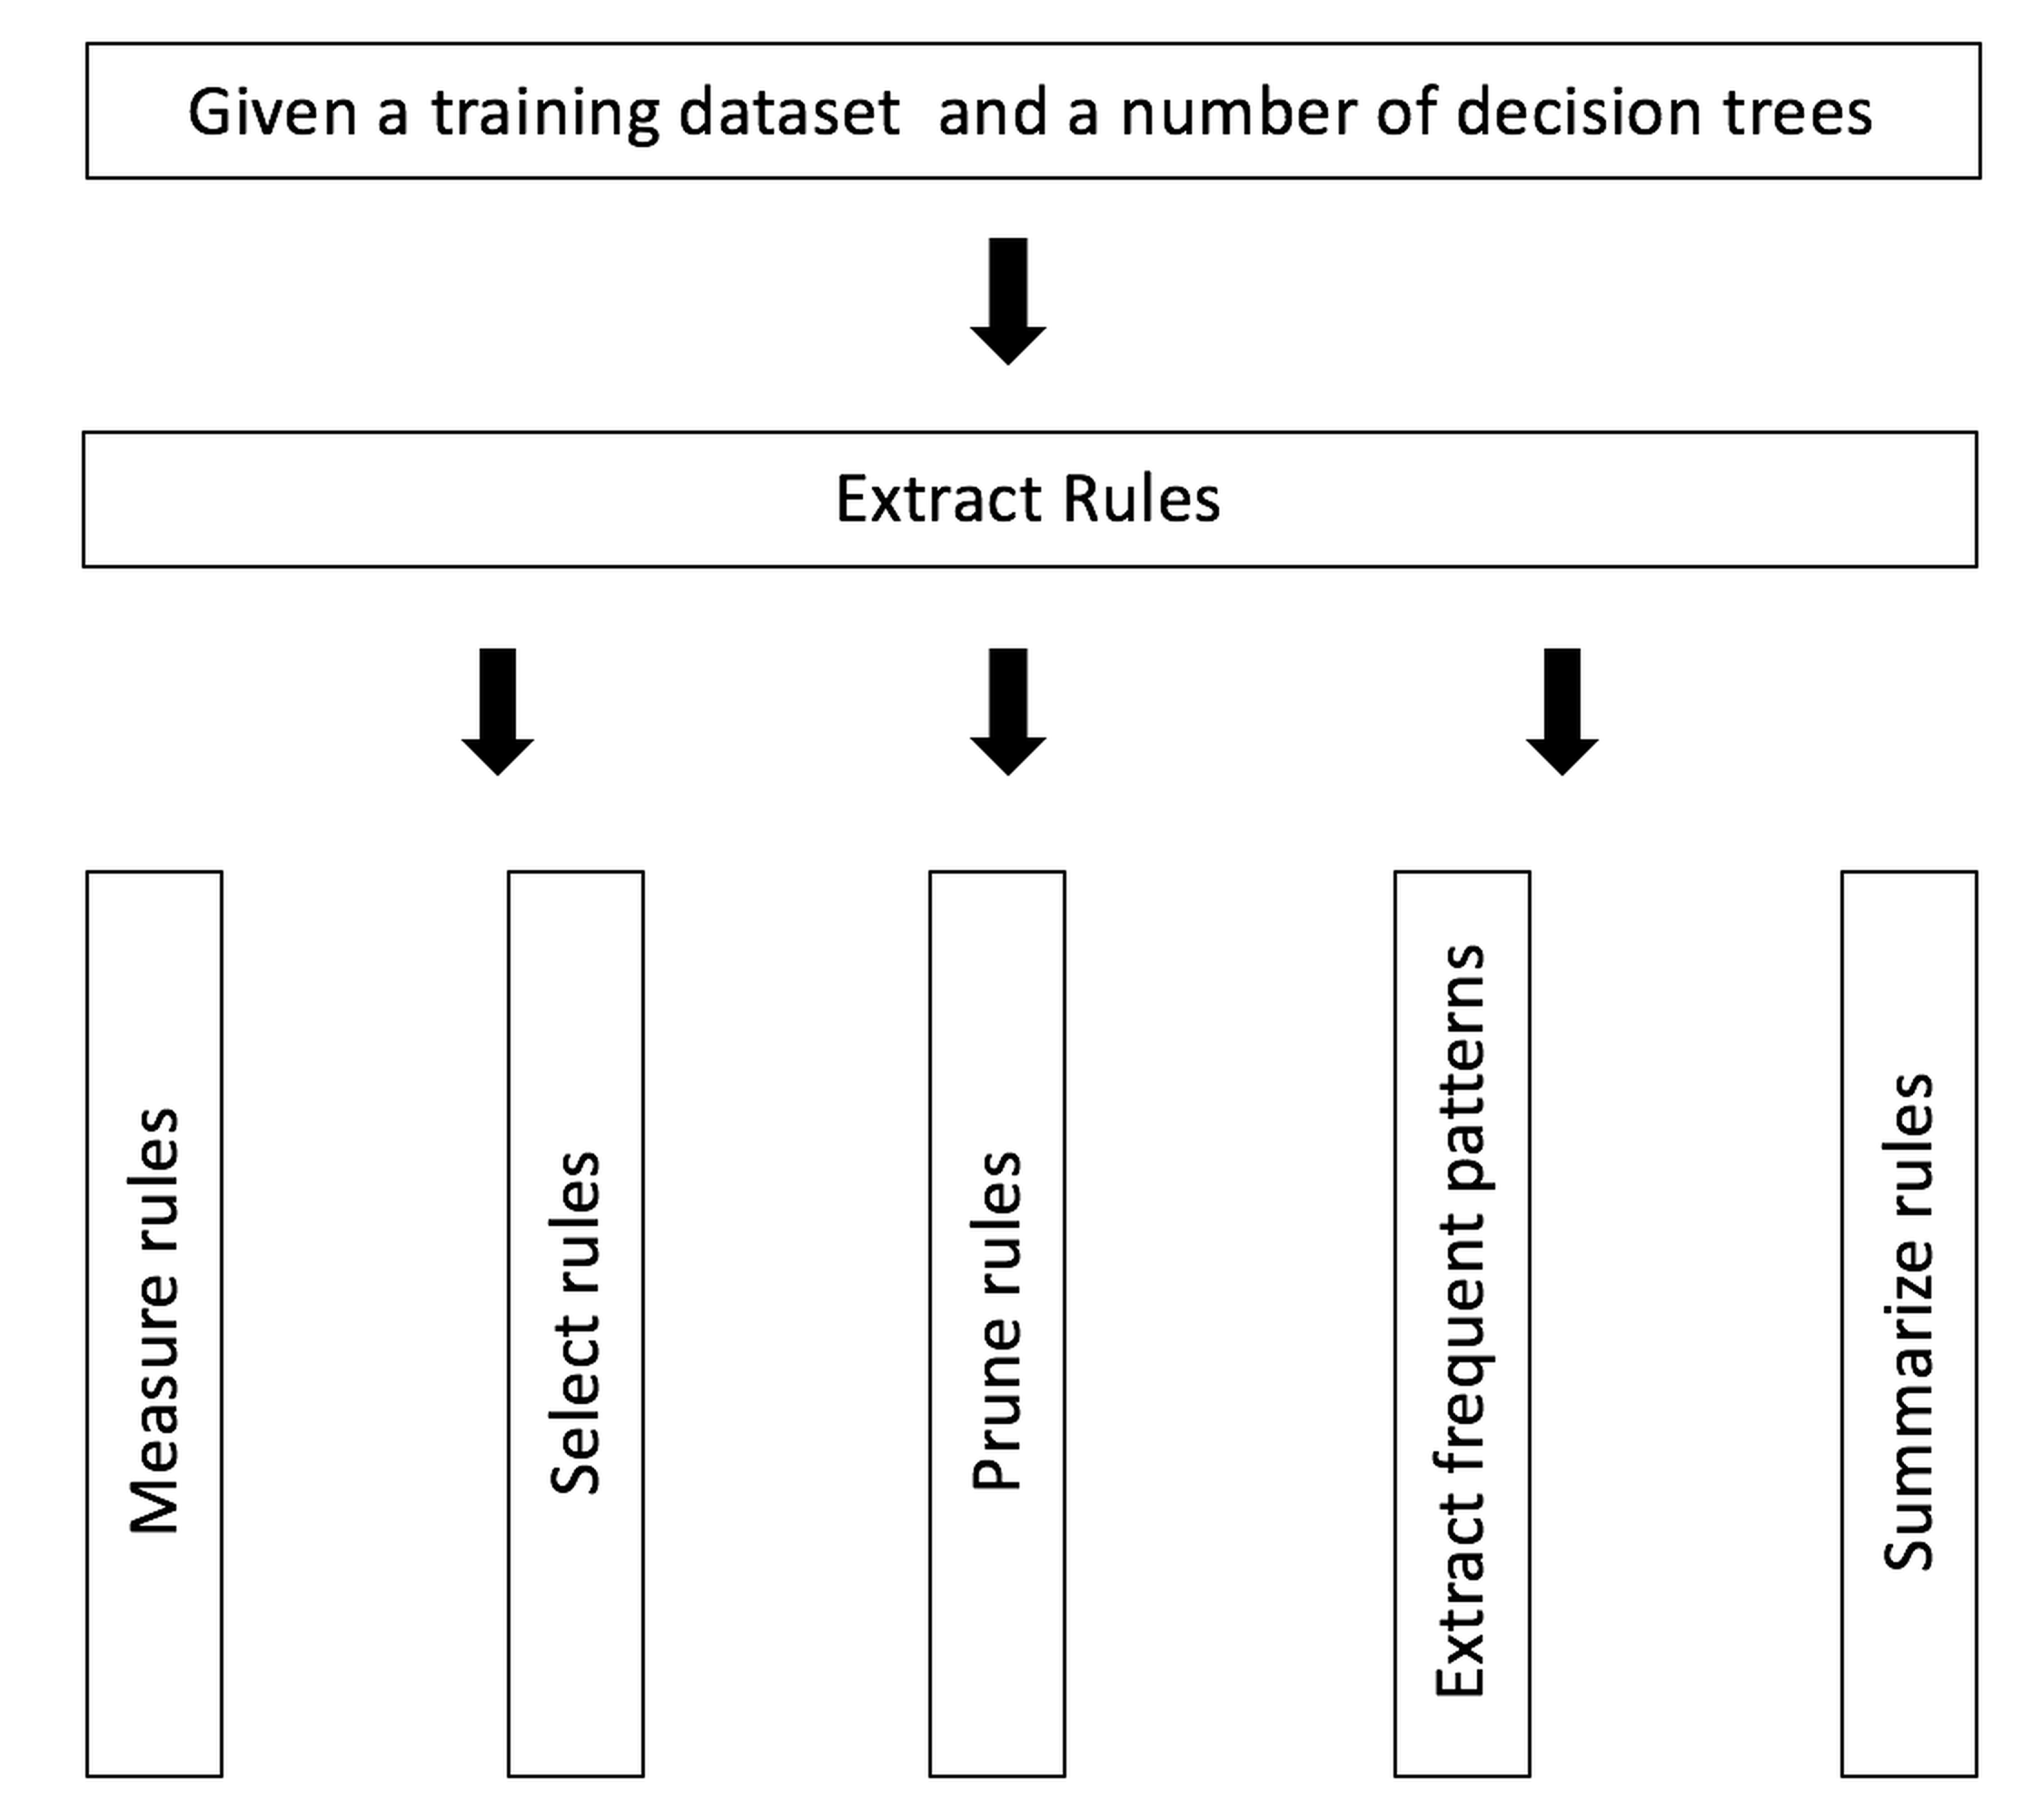 Given a training dataset  and a number of decision trees
Extract Rules
Measure rules
Select rules
Prune rules
Extract frequent patterns
Summarize rules